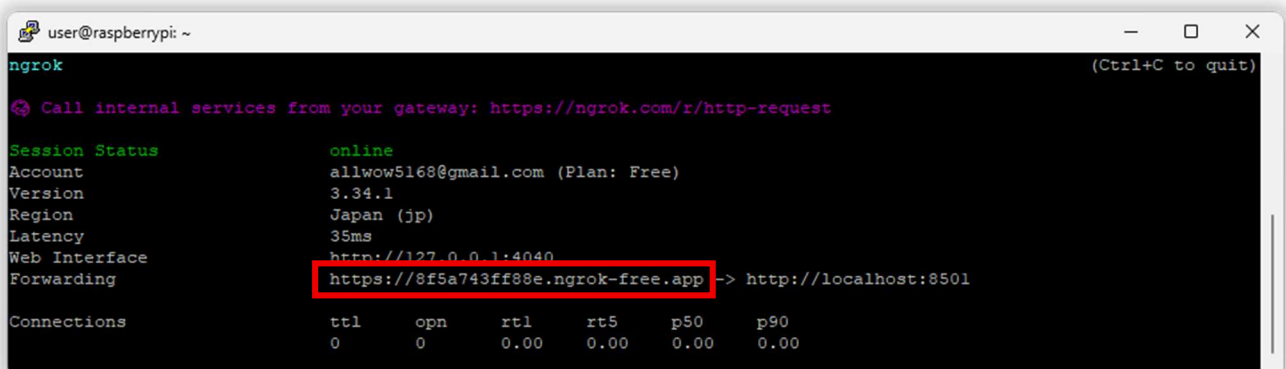 user@raspberrypi: ~
ngrok (Ctrl+C to quit)
Call internal services from your gateway: https://ngrok.com/r/http-request
Session Status online
Account allwow5168@gmail.com (Plan: Free)
Version 3.34.1
Region Japan (jp)
Latency 35ms
Web Interface http://127.0.0.1:4040
Forwarding https://8f5a743ff88e.ngrok-free.app -> http://localhost:8501
Connections ttl opn rt1 rt5 p50 p90
0 0 0.00 0.00 0.00 0.00